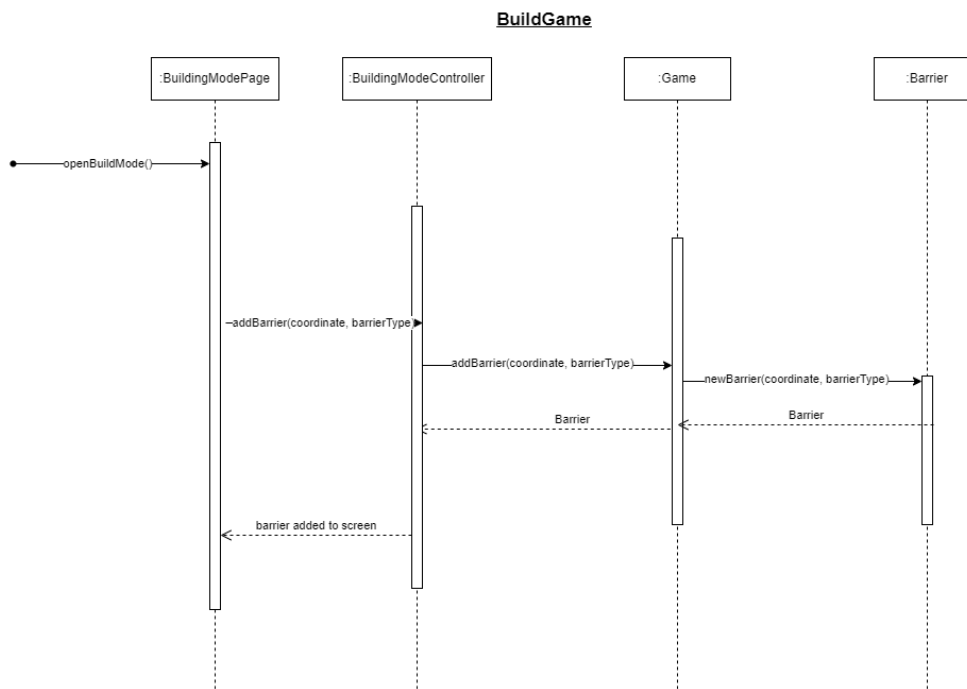 BuildGame
:BuildingModePage
:BuildingModeController
:Game
:Barrier
openBuildMode()
addBarrier(coordinate, barrierType)
addBarrier(coordinate, barrierType)
newBarrier(coordinate, barrierType)
Barrier
Barrier
barrier added to screen